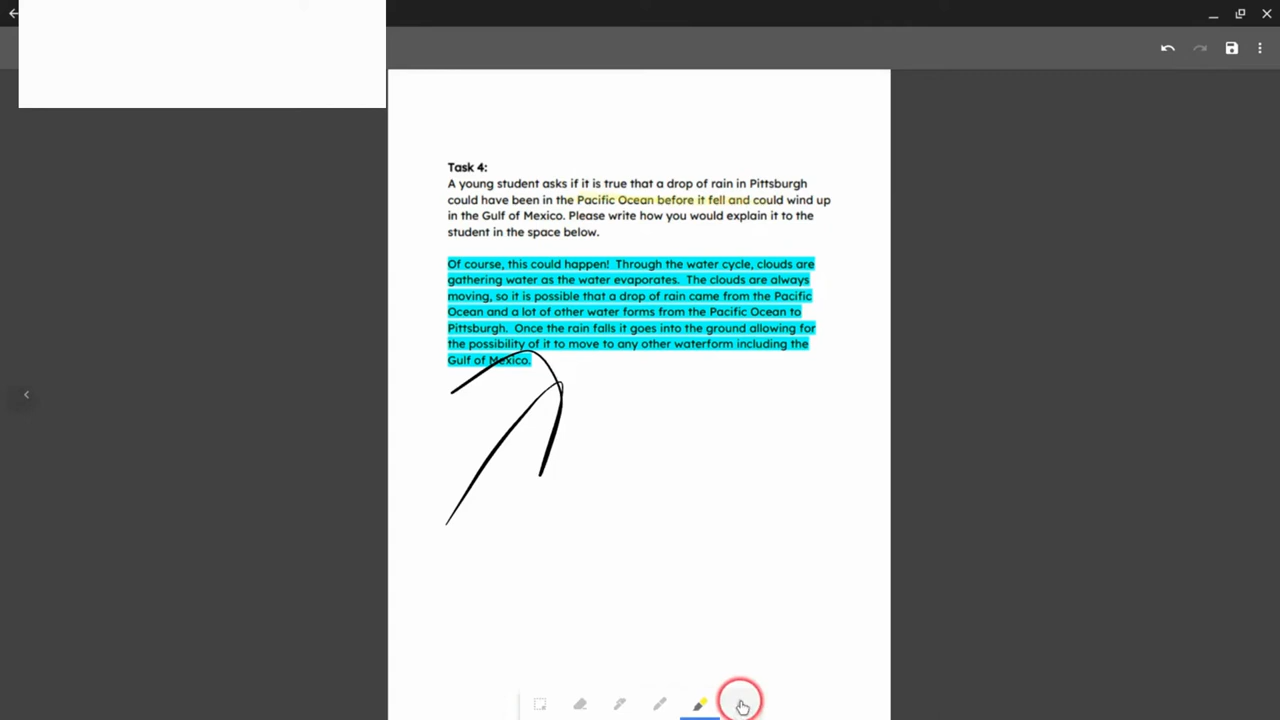 Task 4:
A young student asks if it is true that a drop of rain in Pittsburgh
could have been in the Pacific Ocean before it fell and could wind up
in the Gulf of Mexico. Please write how you would explain it to the
student in the space below.
Of course, this could happen!  Through the water cycle, clouds are
gathering water as the water evaporates.  The clouds are always
moving, so it is possible that a drop of rain came from the Pacific
Ocean and a lot of other water forms from the Pacific Ocean to
Pittsburgh.  Once the rain falls it goes into the ground allowing for
the possibility of it to move to any other waterform including the
Gulf of Mexico.